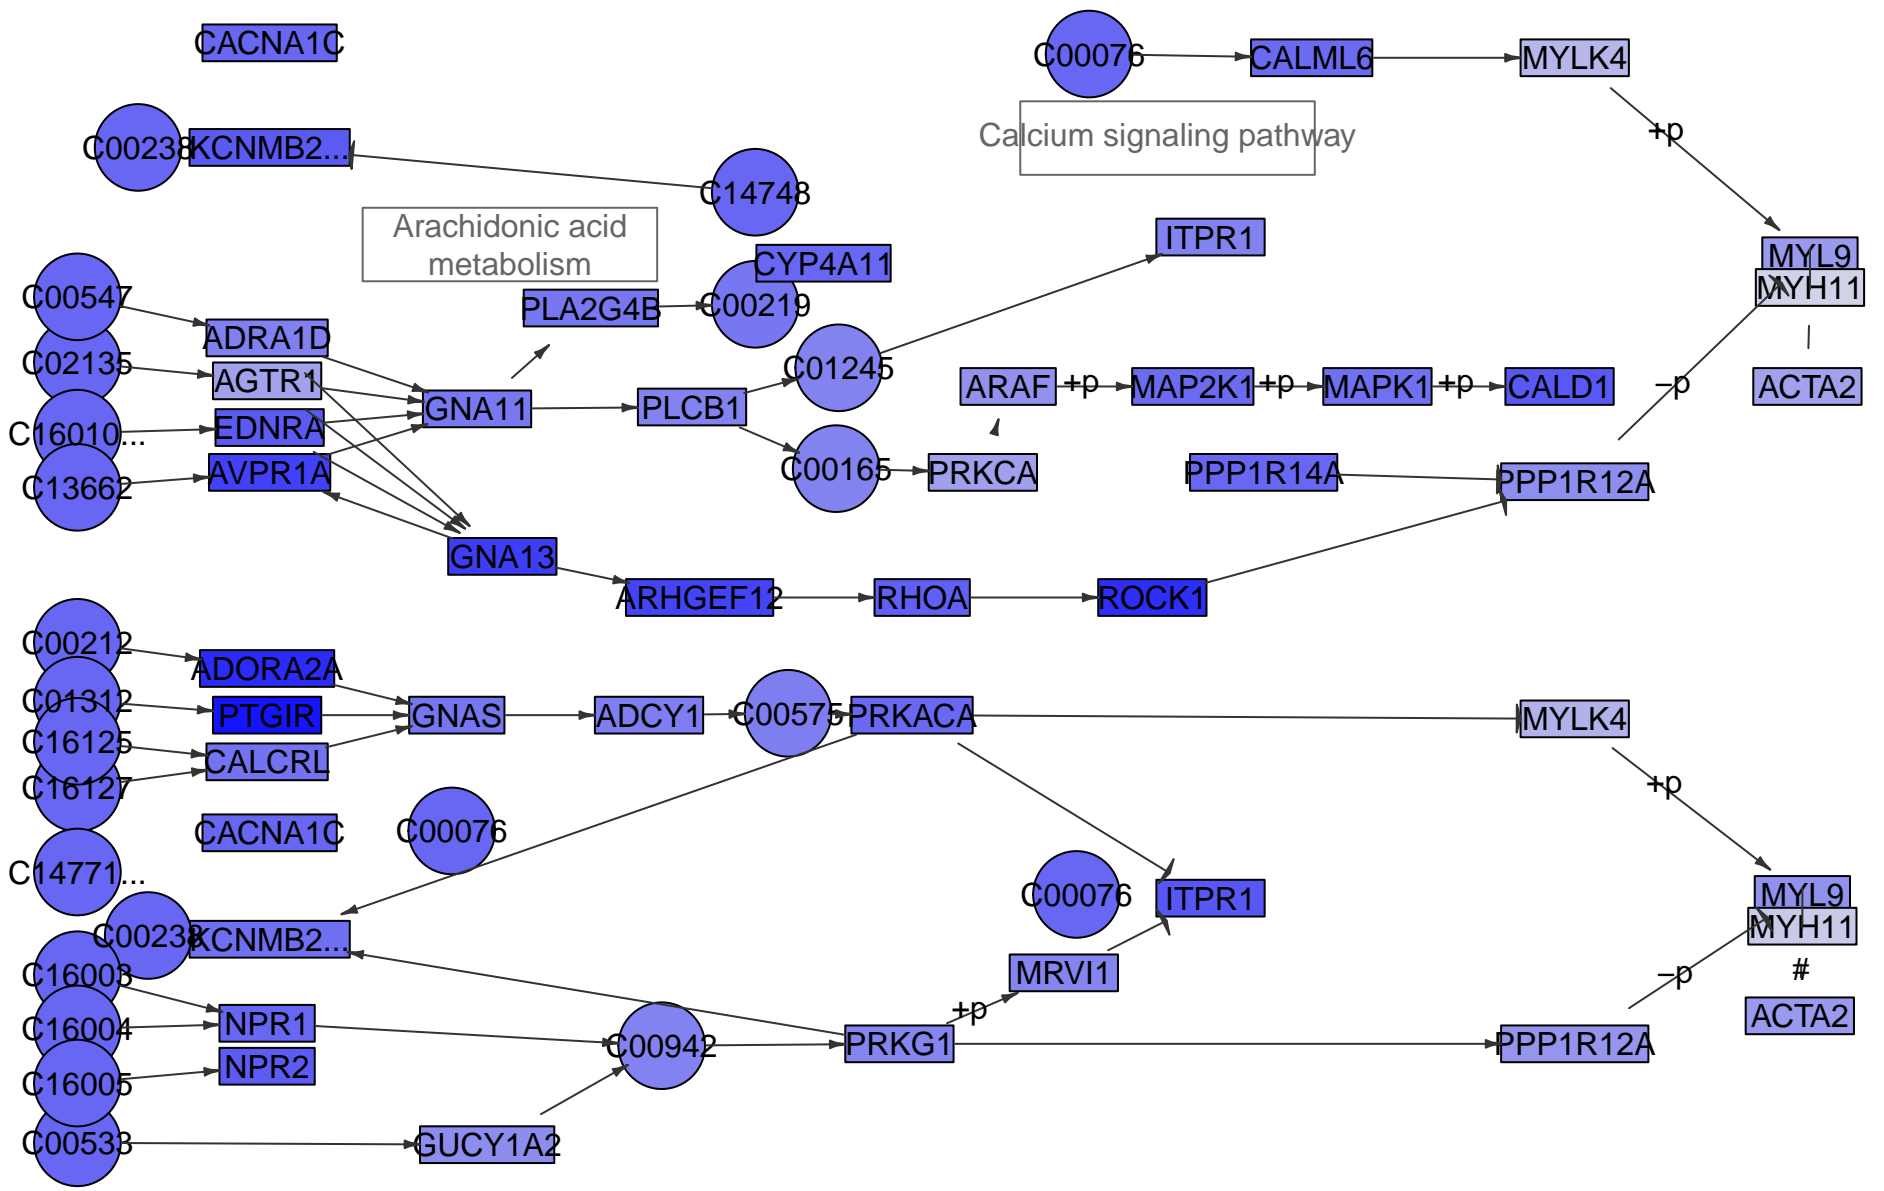 CACNA1C
C00076
CALML6
MYLK4
Calcium signaling pathway
+p
C00238
KCNMB2...
C14748
Arachidonic acid
metabolism
ITPR1
CYP4A11
MYL9
MYH11
C00547
PLA2G4B
C00219
ADRA1D
C02135
AGTR1
C01245
ARAF
+p
MAP2K1
+p
MAPK1
+p
CALD1
–p
ACTA2
GNA11
PLCB1
C16010...
EDNRA
C00165
PRKCA
PPP1R14A
PPP1R12A
C13662
AVPR1A
GNA13
ARHGEF12
RHOA
ROCK1
C00212
ADORA2A
C01312
PTGIR
GNAS
ADCY1
C00575
PRKACA
MYLK4
C16125
CALCRL
C16127
+p
CACNA1C
C00076
C14771...
C00076
ITPR1
MYL9
MYH11
C00238
KCNMB2...
C16003
MRVI1
–p
#
+p
ACTA2
C16004
NPR1
C00942
PRKG1
PPP1R12A
C16005
NPR2
C00533
GUCY1A2